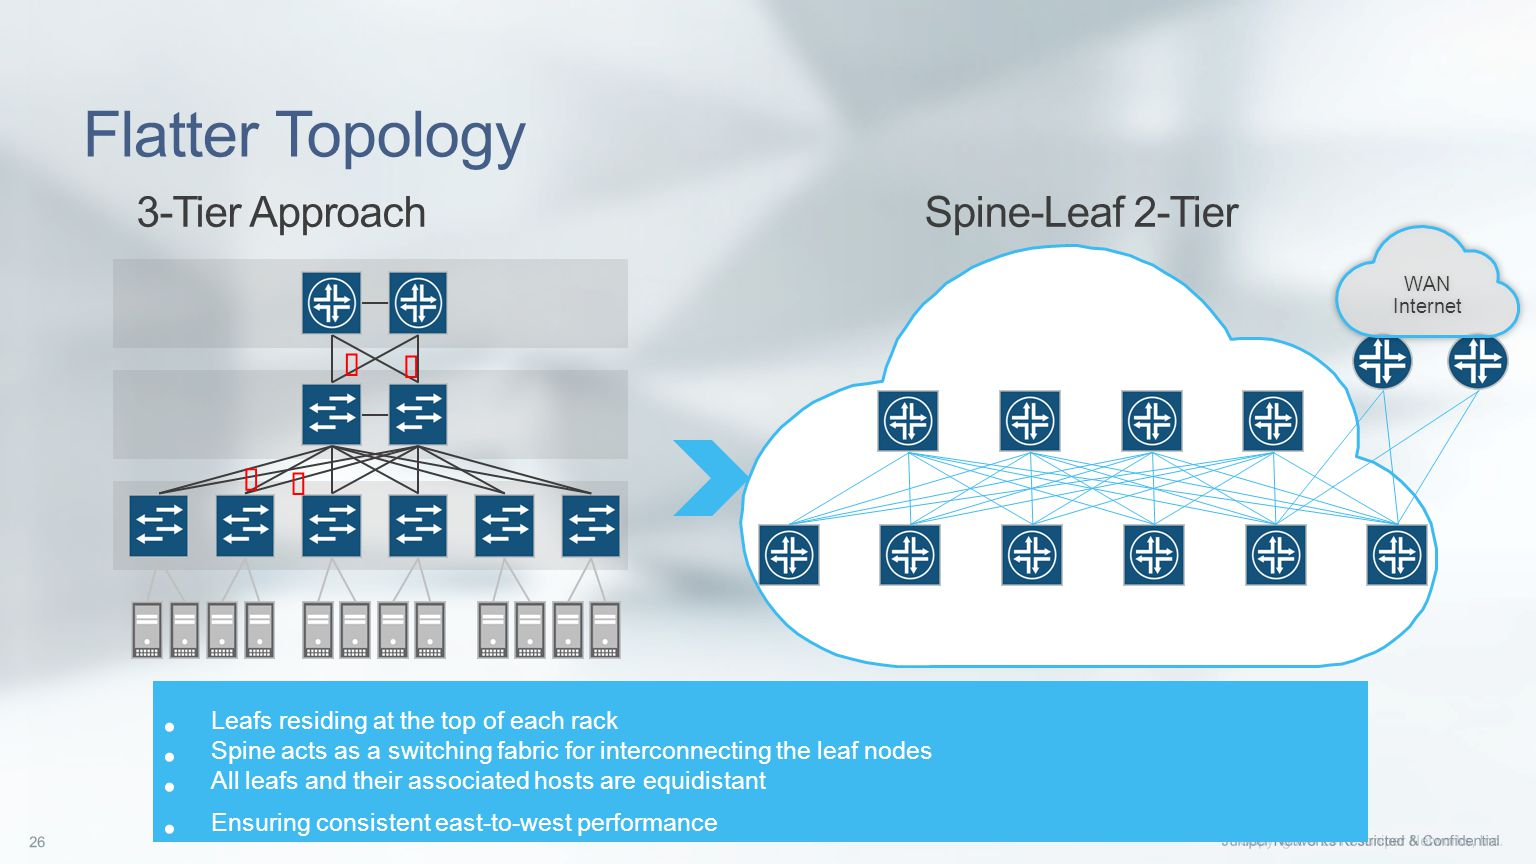 Flatter Topology
3-Tier Approach
Spine-Leaf 2-Tier
WAN
Internet
• Leafs residing at the top of each rack
• Spine acts as a switching fabric for interconnecting the leaf nodes
• All leafs and their associated hosts are equidistant
• Ensuring consistent east-to-west performance
26
Restricted & Confidential